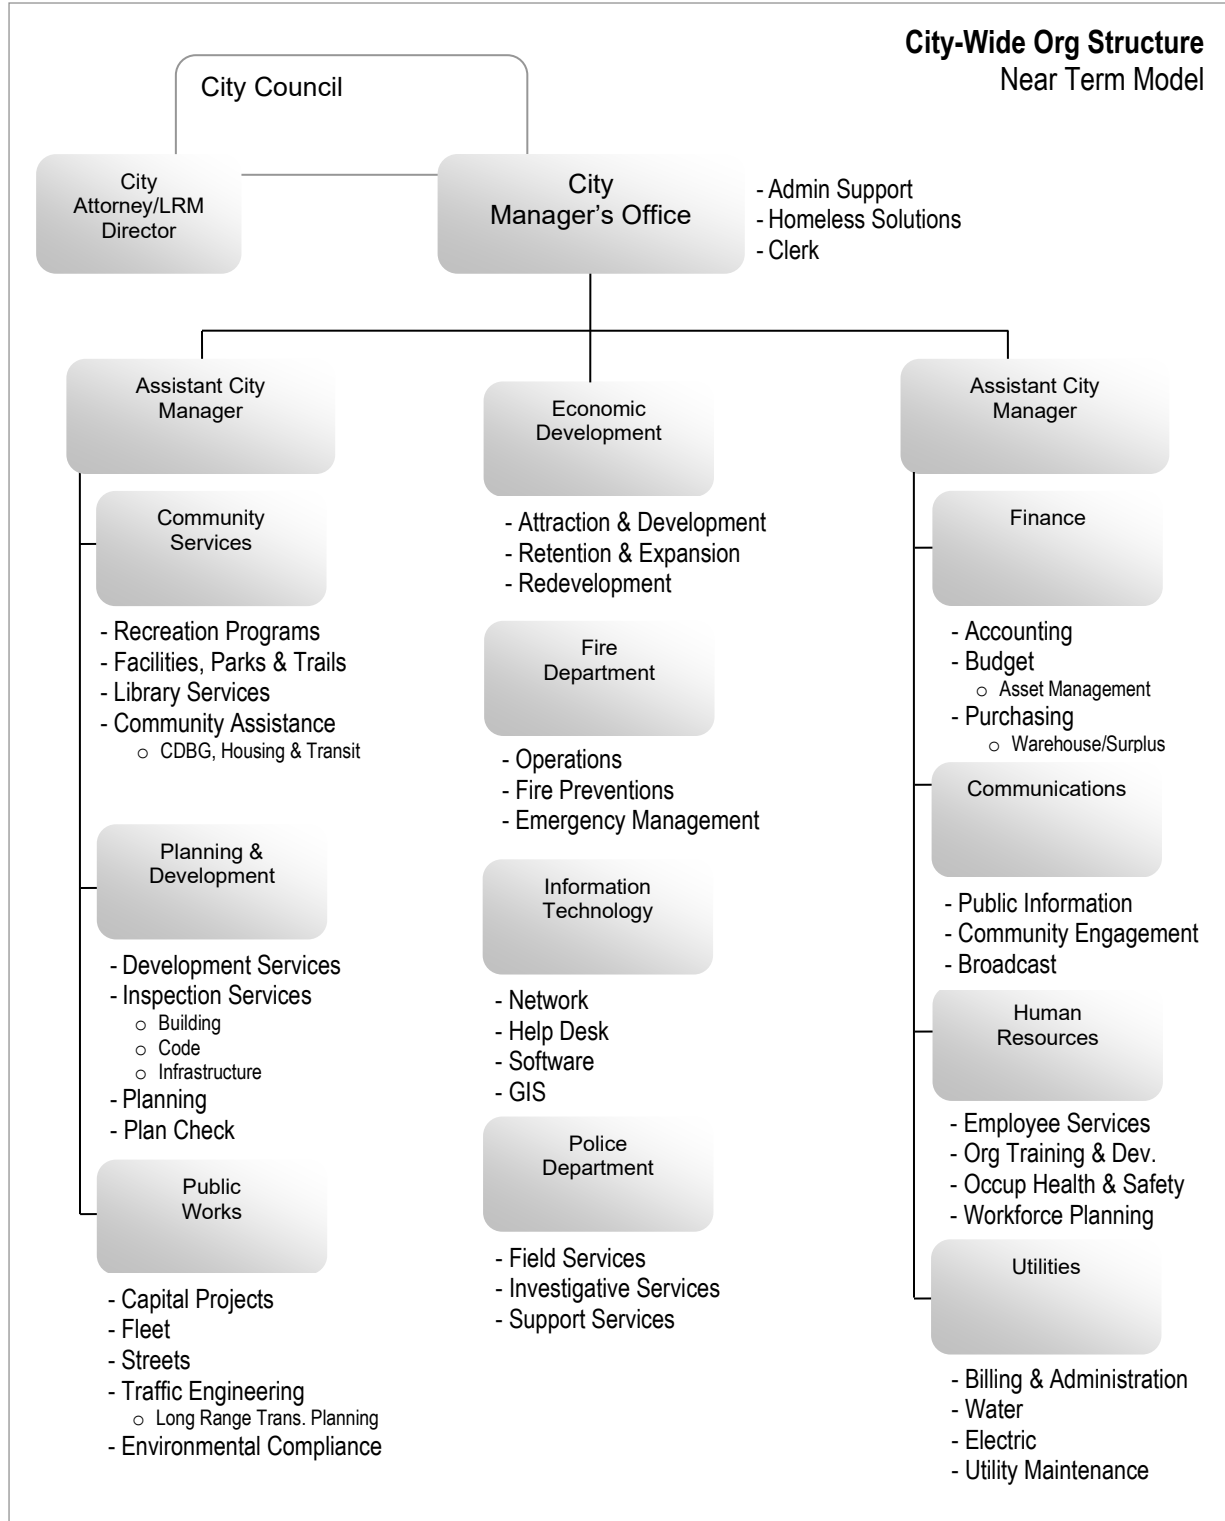 City-Wide Org Structure
Near Term Model
City Council
City
Attorney/LRM
Director
City
Manager's Office
- Admin Support
- Homeless Solutions
- Clerk
Assistant City
Manager
Community
Services
- Recreation Programs
- Facilities, Parks & Trails
- Library Services
- Community Assistance
o CDBG, Housing & Transit
Planning &
Development
- Development Services
- Inspection Services
o Building
o Code
o Infrastructure
- Planning
- Plan Check
Public
Works
- Capital Projects
- Fleet
- Streets
- Traffic Engineering
o Long Range Trans. Planning
- Environmental Compliance
Economic
Development
- Attraction & Development
- Retention & Expansion
- Redevelopment
Fire
Department
- Operations
- Fire Preventions
- Emergency Management
Information
Technology
- Network
- Help Desk
- Software
- GIS
Police
Department
- Field Services
- Investigative Services
- Support Services
Assistant City
Manager
Finance
- Accounting
- Budget
o Asset Management
- Purchasing
o Warehouse/Surplus
Communications
- Public Information
- Community Engagement
- Broadcast
Human
Resources
- Employee Services
- Org Training & Dev.
- Occup Health & Safety
- Workforce Planning
Utilities
- Billing & Administration
- Water
- Electric
- Utility Maintenance